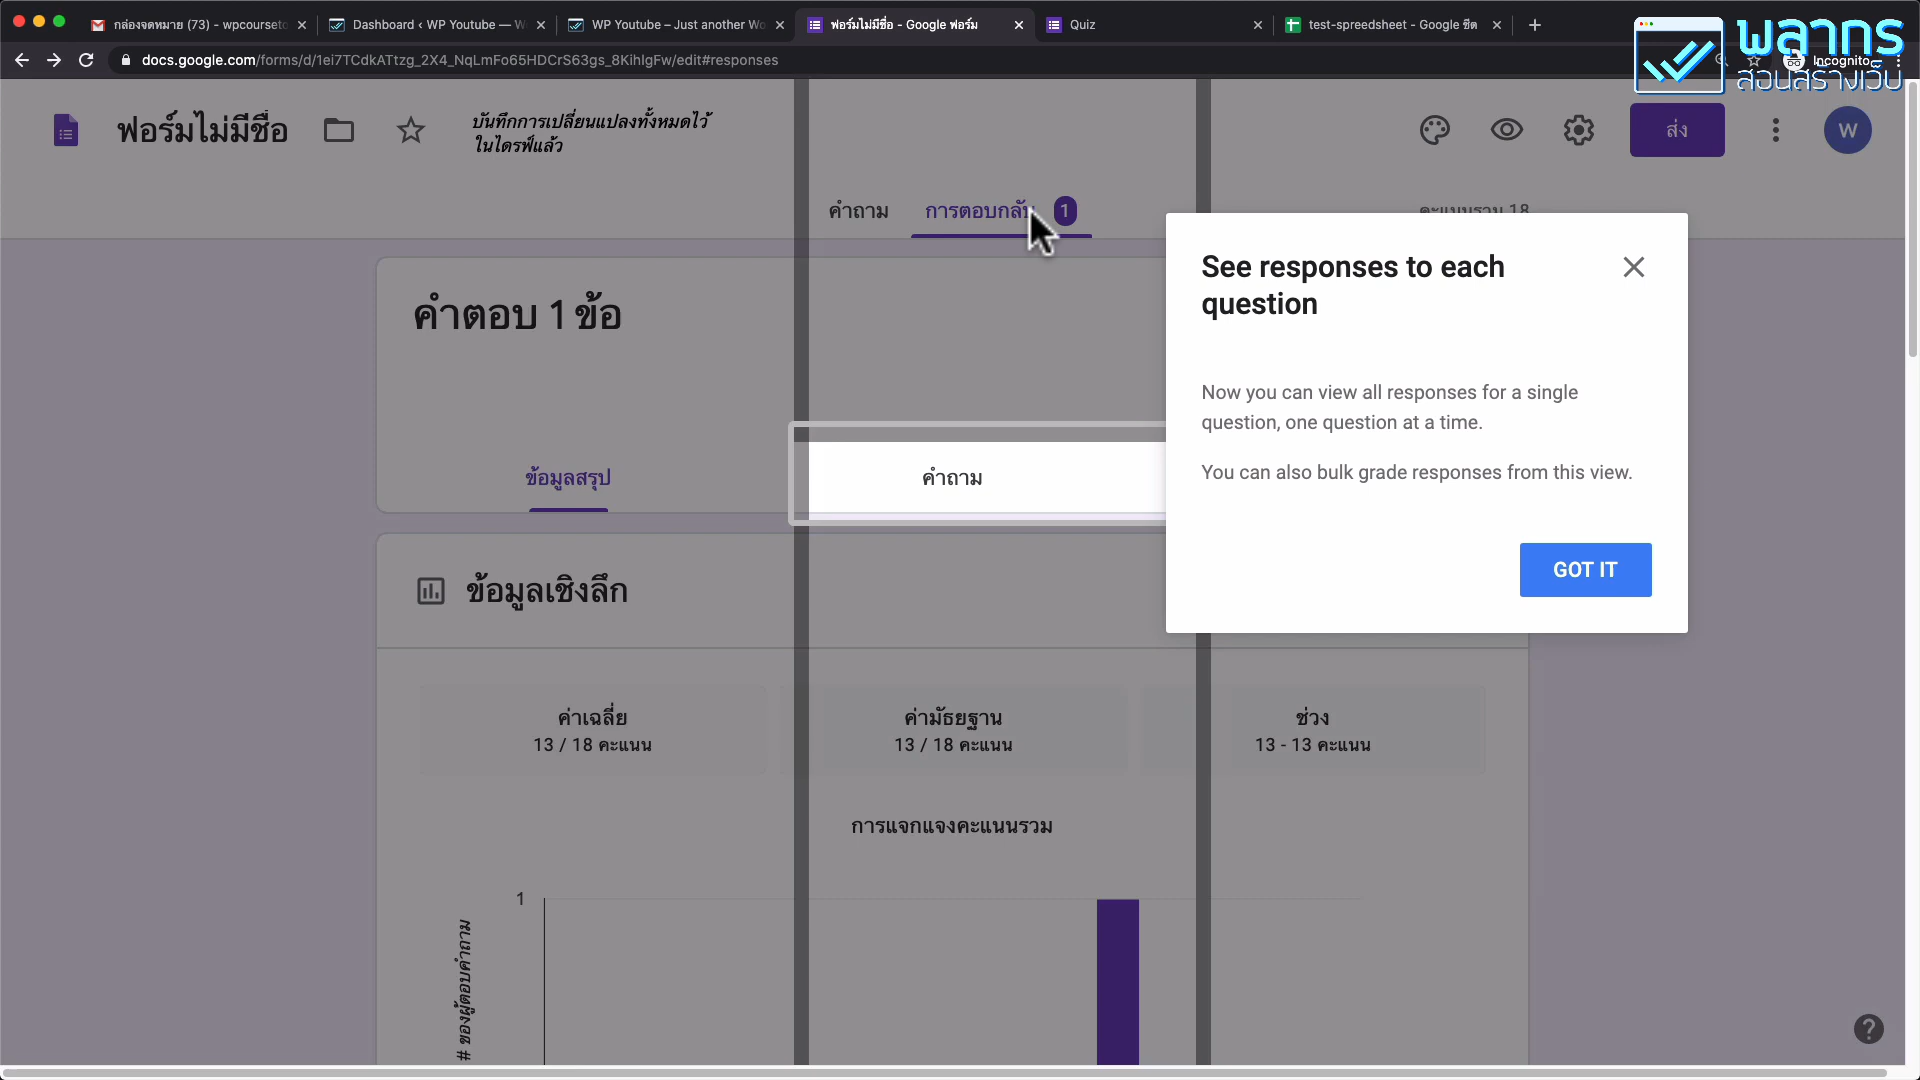 กล่องจดหมาย (73) - wpcourseto
Dashboard ‹ WP Youtube — W
WP Youtube – Just another Wo
ฟอร์มไม่มีชื่อ - Google ฟอร์ม
Quiz
test-spreedsheet - Google ชีต
พลากร
สอนสร้างเว็บ
docs.google.com/forms/d/1ei7TCdkATtzg_2X4_NqLmFo65HDCrS63gs_8KihlgFw/edit#responses
Incognito
ฟอร์มไม่มีชื่อ
บันทึกการเปลี่ยนแปลงทั้งหมดไว้
ในไดรฟ์แล้ว
ส่ง
W
คำถาม
การตอบกลับ
1
คะแนนรวม 18
คำตอบ 1 ข้อ
See responses to each
question
Now you can view all responses for a single
question, one question at a time.
You can also bulk grade responses from this view.
GOT IT
ข้อมูลสรุป
คำถาม
ข้อมูลเชิงลึก
ค่าเฉลี่ย
13 / 18 คะแนน
ค่ามัธยฐาน
13 / 18 คะแนน
ช่วง
13 - 13 คะแนน
การแจกแจงคะแนนรวม
1
# ของผู้ตอบคำถาม